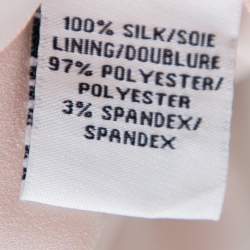 100% SILK/SOIE
LINING/DOUBLURE
97% POLYESTER/
POLYESTER
3% SPANDEX/
SPANDEX